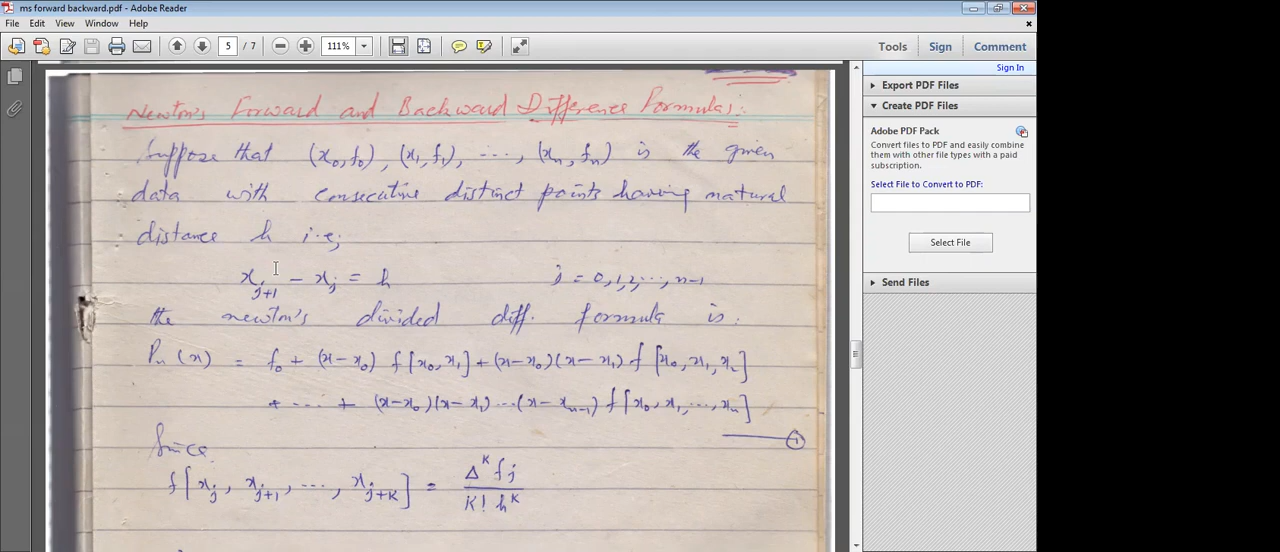 ms forward backward.pdf - Adobe Reader
File Edit View Window Help
5 / 7 111% Tools Sign Comment
Sign In
Export PDF Files
Create PDF Files
Adobe PDF Pack
Convert files to PDF and easily combine
them with other file types with a paid
subscription.
Select File to Convert to PDF:
Select File
Send Files
Newton's Forward and Backward Difference Formulas:
Suppose that (x₀, f₀), (x₁, f₁), ..., (xₙ, fₙ) is the given
data with consecutive distinct points having natural
distance h i.e;
xⱼ₊₁ - xⱼ = h j = 0,1,2,...,n-1
the newton's divided diff. formula is:
Pₙ(x) = f₀ + (x-x₀) f[x₀,x₁] + (x-x₀)(x-x₁) f[x₀,x₁,x₂]
+ .... + (x-x₀)(x-x₁)...(x-xₙ₋₁) f[x₀,x₁,...,xₙ]
①
Since
f[xⱼ, xⱼ₊₁, ..., xⱼ₊K] = Δᴷfⱼ / K! hᴷ